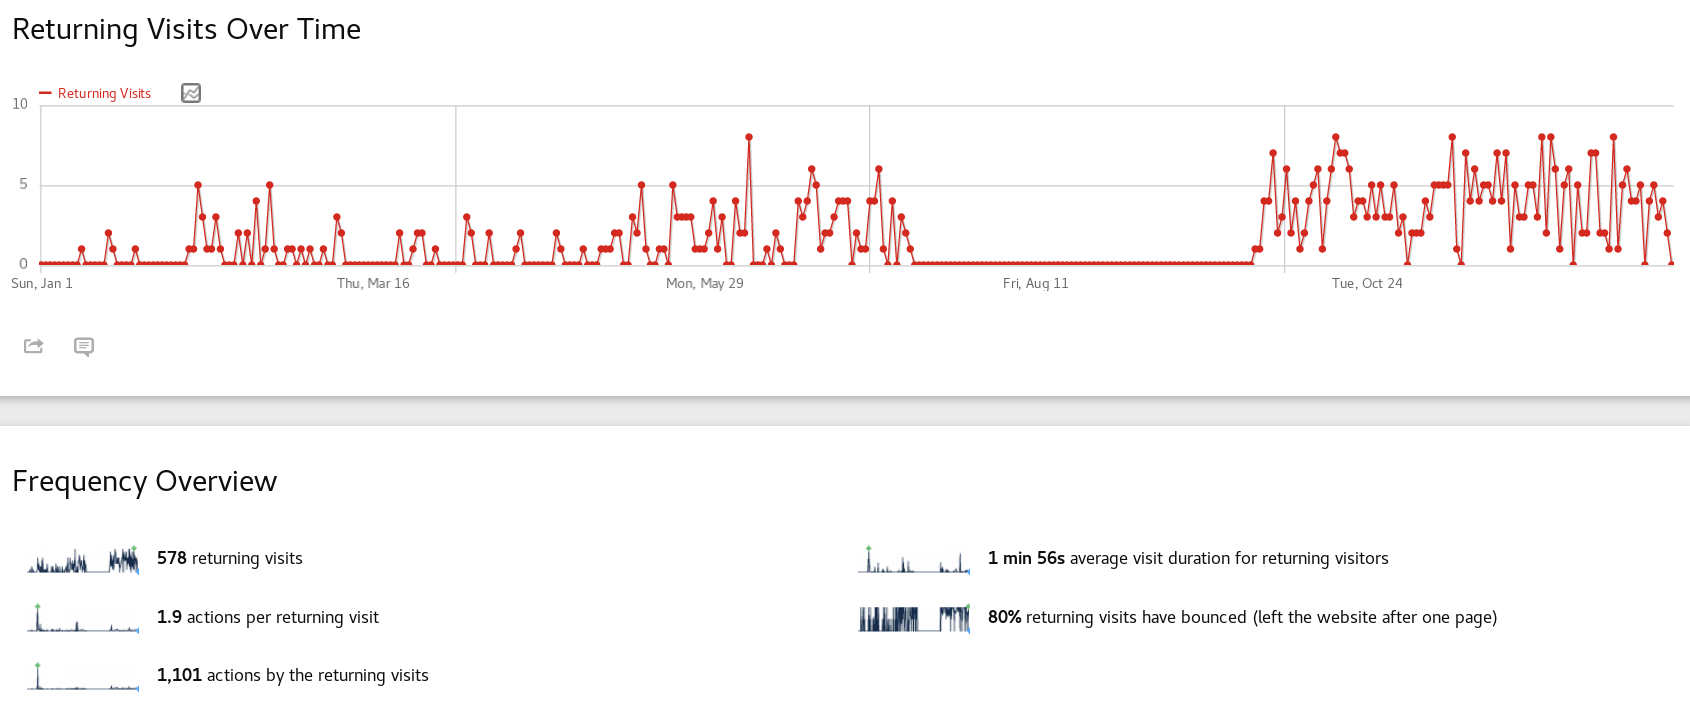 Returning Visits Over Time
Returning Visits
10
5
0
Sun, Jan 1
Thu, Mar 16
Mon, May 29
Fri, Aug 11
Tue, Oct 24
Frequency Overview
578 returning visits
1 min 56s average visit duration for returning visitors
1.9 actions per returning visit
80% returning visits have bounced (left the website after one page)
1,101 actions by the returning visits